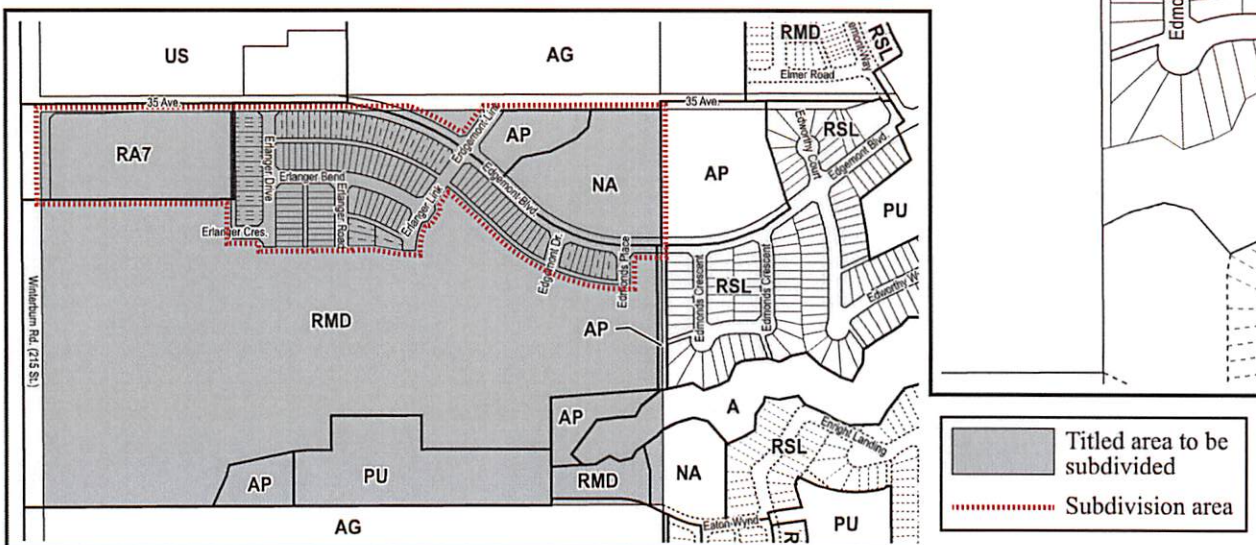 US
AG
RMD
RSL
Elmer Road
35 Ave.
35 Ave.
Edgemont Link
AP
RA7
NA
AP
RSL
Edworthy Court
Edgemont Blvd.
PU
Erlanger Drive
Erlanger Bend
Erlanger Road
Erlanger Link
Edgemont Blvd.
Erlanger Cres.
Edgemont Dr.
Edmonds Place
Edmonds Crescent
RSL
Edmonds Crescent
Winterburn Rd. (215 St.)
RMD
AP
AP
A
RSL
Enright Landing
AP
PU
RMD
NA
AG
Eaton Wynd
PU
Titled area to be
subdivided
Subdivision area